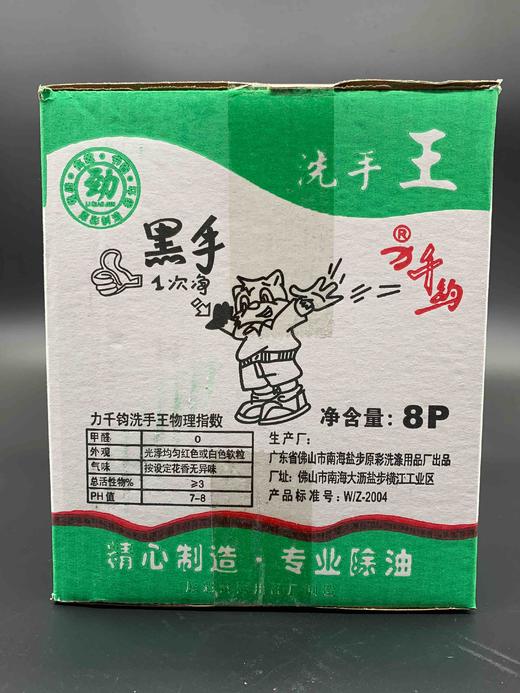 洗手王
劲
LI QIAO JING
黑手
1次净
®
力千钧
净含量：8P
力千钧洗手王物理指数
甲醛 0
外观 光泽均匀红色或白色软粒
气味 按设定花香无异味
总活性物% ≥3
PH值 7-8
生产厂：
广东省佛山市南海盐步原彩洗涤用品厂出品
厂址：佛山市南海大沥盐步横江工业区
产品标准号：W/Z-2004
精心制造·专业除油